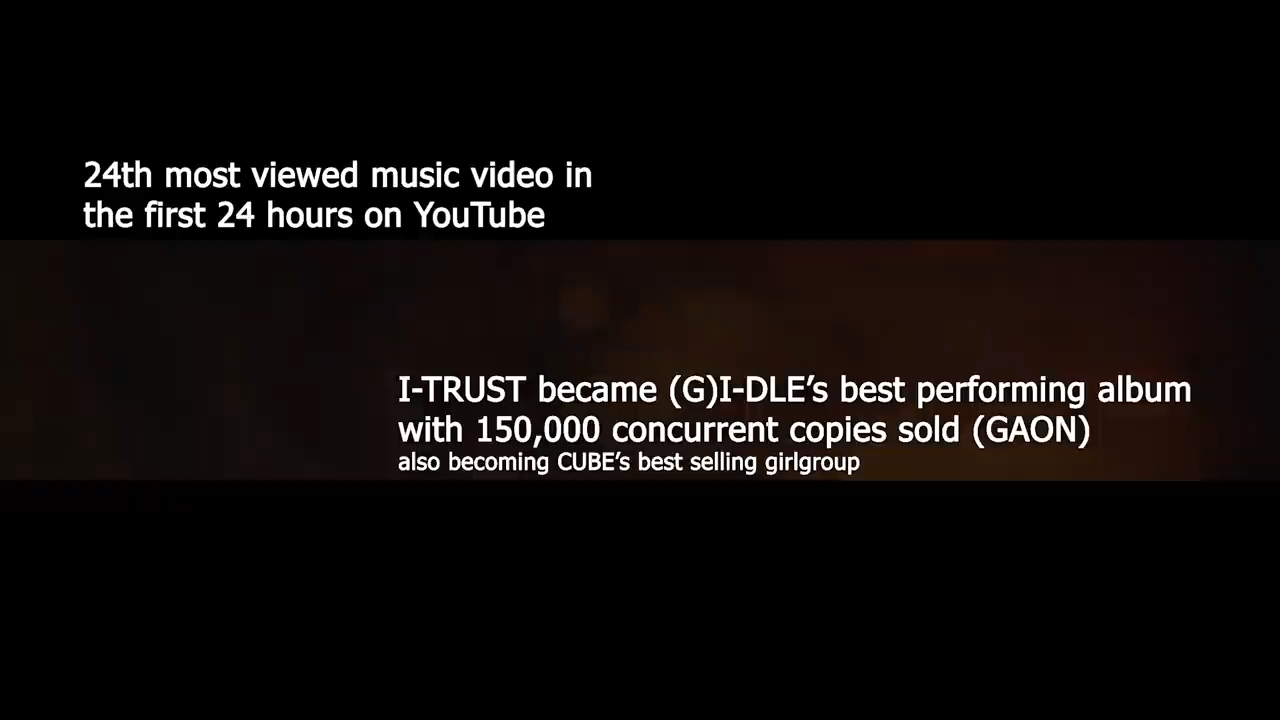 24th most viewed music video in
the first 24 hours on YouTube
I-TRUST became (G)I-DLE’s best performing album
with 150,000 concurrent copies sold (GAON)
also becoming CUBE’s best selling girlgroup